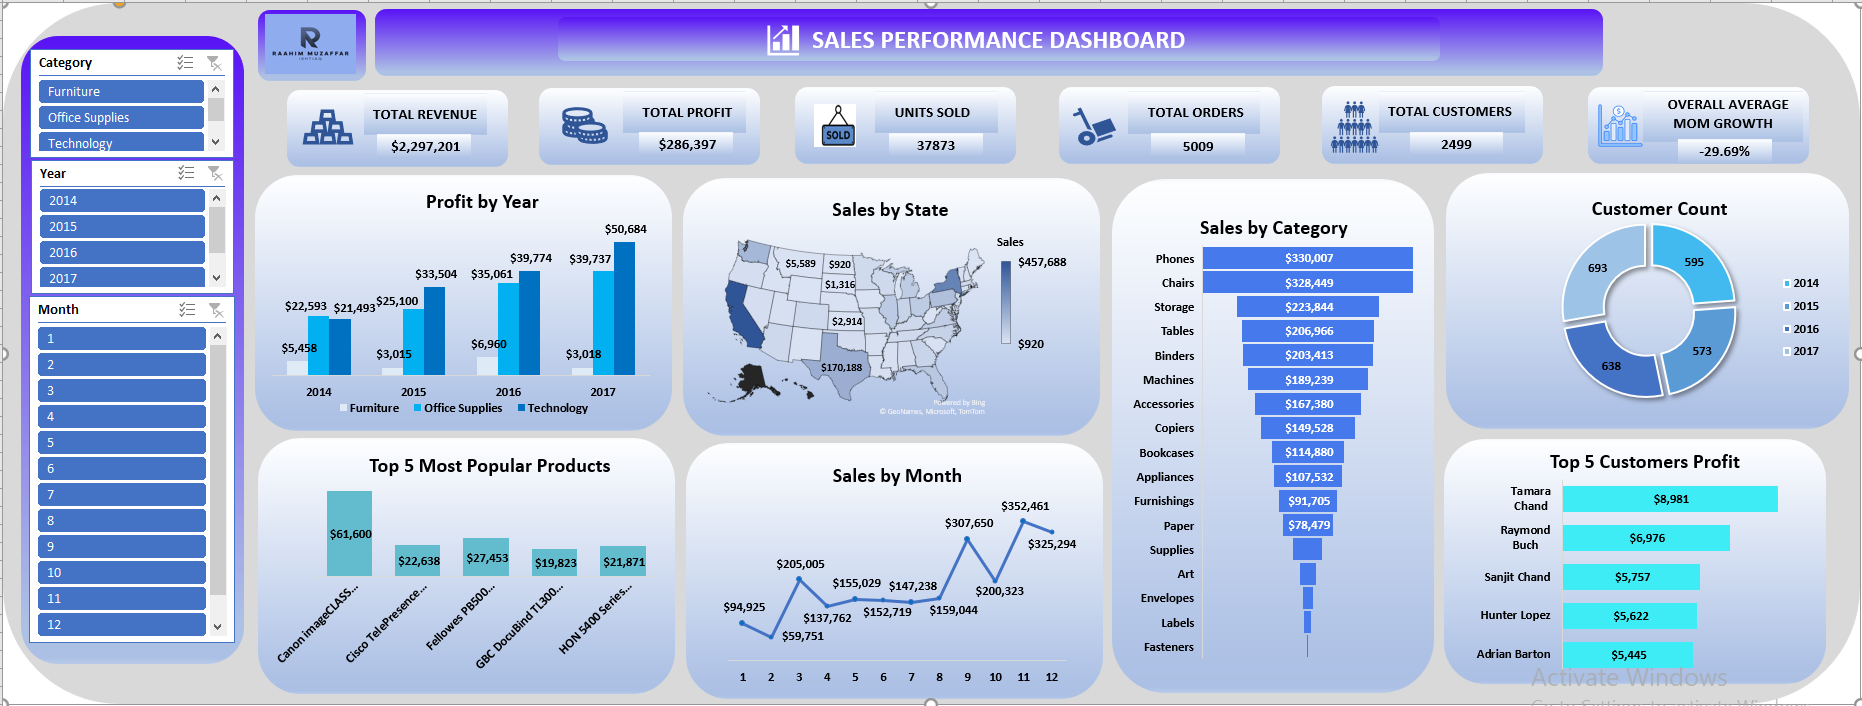 RAAHIM MUZAFFAR
ISHTIAQ
SALES PERFORMANCE DASHBOARD
Category
Furniture
Office Supplies
Technology
Year
2014
2015
2016
2017
Month
1
2
3
4
5
6
7
8
9
10
11
12
TOTAL REVENUE
$2,297,201
TOTAL PROFIT
$286,397
SOLD
UNITS SOLD
37873
TOTAL ORDERS
5009
TOTAL CUSTOMERS
2499
OVERALL AVERAGE
MOM GROWTH
-29.69%
Profit by Year
$5,458
$22,593
$21,493
$3,015
$25,100
$33,504
$6,960
$35,061
$39,774
$3,018
$39,737
$50,684
2014 2015 2016 2017
Furniture Office Supplies Technology
Sales by State
Sales
$457,688
$920
$5,589
$920
$1,316
$2,914
$170,188
Powered by Bing
© GeoNames, Microsoft, TomTom
Sales by Category
Phones $330,007
Chairs $328,449
Storage $223,844
Tables $206,966
Binders $203,413
Machines $189,239
Accessories $167,380
Copiers $149,528
Bookcases $114,880
Appliances $107,532
Furnishings $91,705
Paper $78,479
Supplies
Art
Envelopes
Labels
Fasteners
Customer Count
693
595
638
573
2014
2015
2016
2017
Top 5 Most Popular Products
$61,600
$22,638
$27,453
$19,823
$21,871
Canon imageCLASS...
Cisco TelePresence...
Fellowes PB500...
GBC DocuBind TL300...
HON 5400 Series...
Sales by Month
$94,925
$59,751
$205,005
$137,762
$155,029
$152,719
$147,238
$159,044
$307,650
$200,323
$352,461
$325,294
1 2 3 4 5 6 7 8 9 10 11 12
Top 5 Customers Profit
Tamara
Chand
$8,981
Raymond
Buch
$6,976
Sanjit Chand $5,757
Hunter Lopez $5,622
Adrian Barton $5,445
Activate Windows